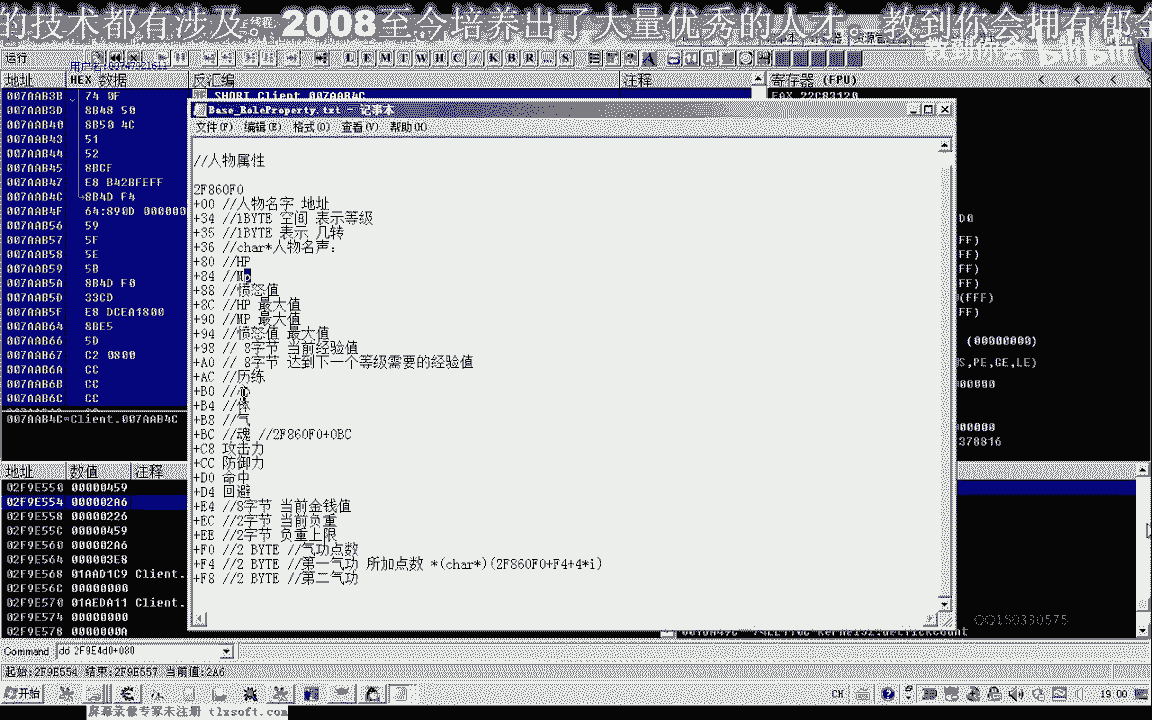 的技术都有涉及。2008至今培养出了大量优秀的人才
运行
地址 HEX 数据 反汇编 注释 寄存器 (FPU)
007AAB3B 74 0F SHORT Client.007AAB4C
007AAB3D 8B48 50
007AAB40 8B50 4C
007AAB43 51
007AAB44 52
007AAB45 8BCF
007AAB47 E8 B42BFEFF
007AAB4C 8B4D F4
007AAB4F 64:890D 000000
007AAB56 59
007AAB57 5F
007AAB58 5E
007AAB59 5B
007AAB5A 8B4D F0
007AAB5D 33CD
007AAB5F E8 DCEA1800
007AAB64 8BE5
007AAB66 5D
007AAB67 C2 0800
007AAB6A CC
007AAB6B CC
007AAB6C CC
007AAB4C=Client.007AAB4C
Base_RoleProperty.txt - 记事本
文件(F) 编辑(E) 格式(O) 查看(V) 帮助(H)
//人物属性
2F860F0
+00 //人物名字 地址
+34 //1BYTE 空间 表示等级
+35 //1BYTE 表示 几转
+36 //char*人物名声:
+80 //HP
+84 //Mp
+88 //愤怒值
+8C //HP 最大值
+90 //MP 最大值
+94 //愤怒值 最大值
+98 // 8字节 当前经验值
+A0 // 8字节 达到下一个等级需要的经验值
+AC //历练
+B0 //心
+B4 //体
+B8 //气
+BC //魂 //2F860F0+0BC
+C8 攻击力
+CC 防御力
+D0 命中
+D4 回避
+E4 //8字节 当前金钱值
+EC //2字节 当前负重
+EE //2字节 负重上限
+F0 //2 BYTE //气功点数
+F4 //2 BYTE //第一气功 所加点数 *(char*)(2F860F0+F4+4*i)
+F8 //2 BYTE //第二气功
地址 数值 注释
02F9E550 00000459
02F9E554 000002A6
02F9E558 00000226
02F9E55C 00000459
02F9E560 000002A6
02F9E564 000003E8
02F9E568 01AAD1C9 Client.
02F9E56C 00000000
02F9E570 01AEDA11 Client.
02F9E574 00000000
02F9E578 0000000A
QQ150330575
Command dd 2F9E4d0+080
起始:2F9E554 结束:2F9E557 当前值:2A6
开始
CH
19:00
屏幕录像专家未注册 tlxsoft.com